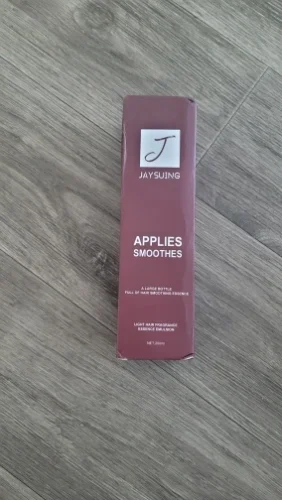 J
JAYSUING
APPLIES
SMOOTHES
A LARGE BOTTLE
FULL OF HAIR SMOOTHING ESSENCE
LIGHT HAIR FRAGRANCE
ESSENCE EMULSION